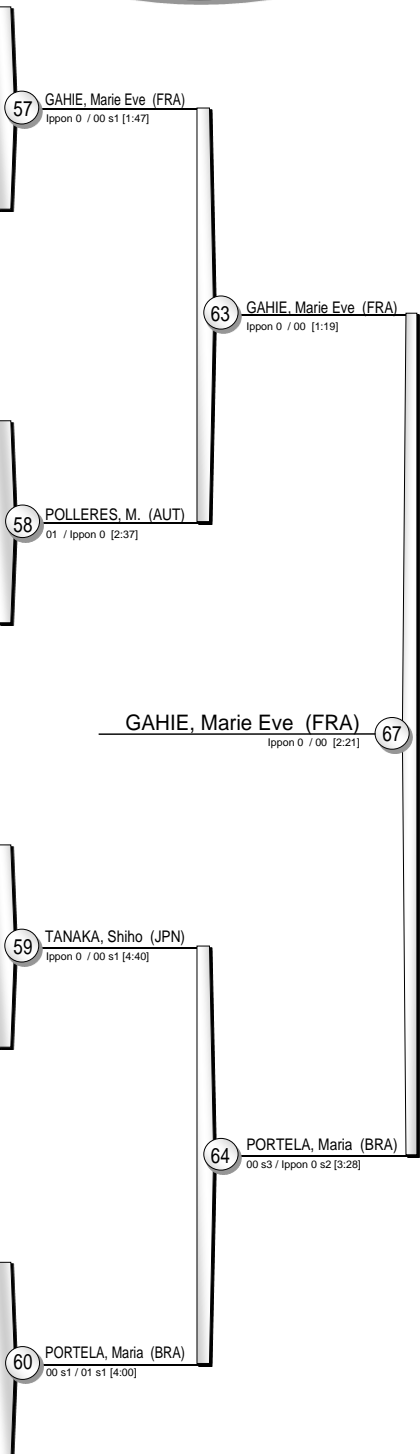 57
GAHIE, Marie Eve (FRA)
Ippon 0 / 00 s1 [1:47]
63
GAHIE, Marie Eve (FRA)
Ippon 0 / 00 [1:19]
58
POLLERES, M. (AUT)
01 / Ippon 0 [2:37]
GAHIE, Marie Eve (FRA)
67
Ippon 0 / 00 [2:21]
59
TANAKA, Shiho (JPN)
Ippon 0 / 00 s1 [4:40]
64
PORTELA, Maria (BRA)
00 s3 / Ippon 0 s2 [3:28]
60
PORTELA, Maria (BRA)
00 s1 / 01 s1 [4:00]